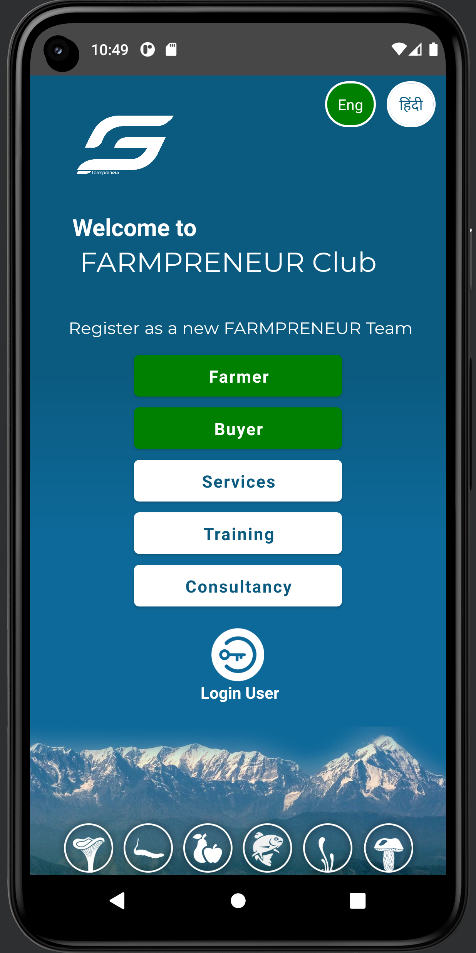 10:49
Eng
हिंदी
Farmpreneur
Welcome to
FARMPRENEUR Club
Register as a new FARMPRENEUR Team
Farmer
Buyer
Services
Training
Consultancy
Login User